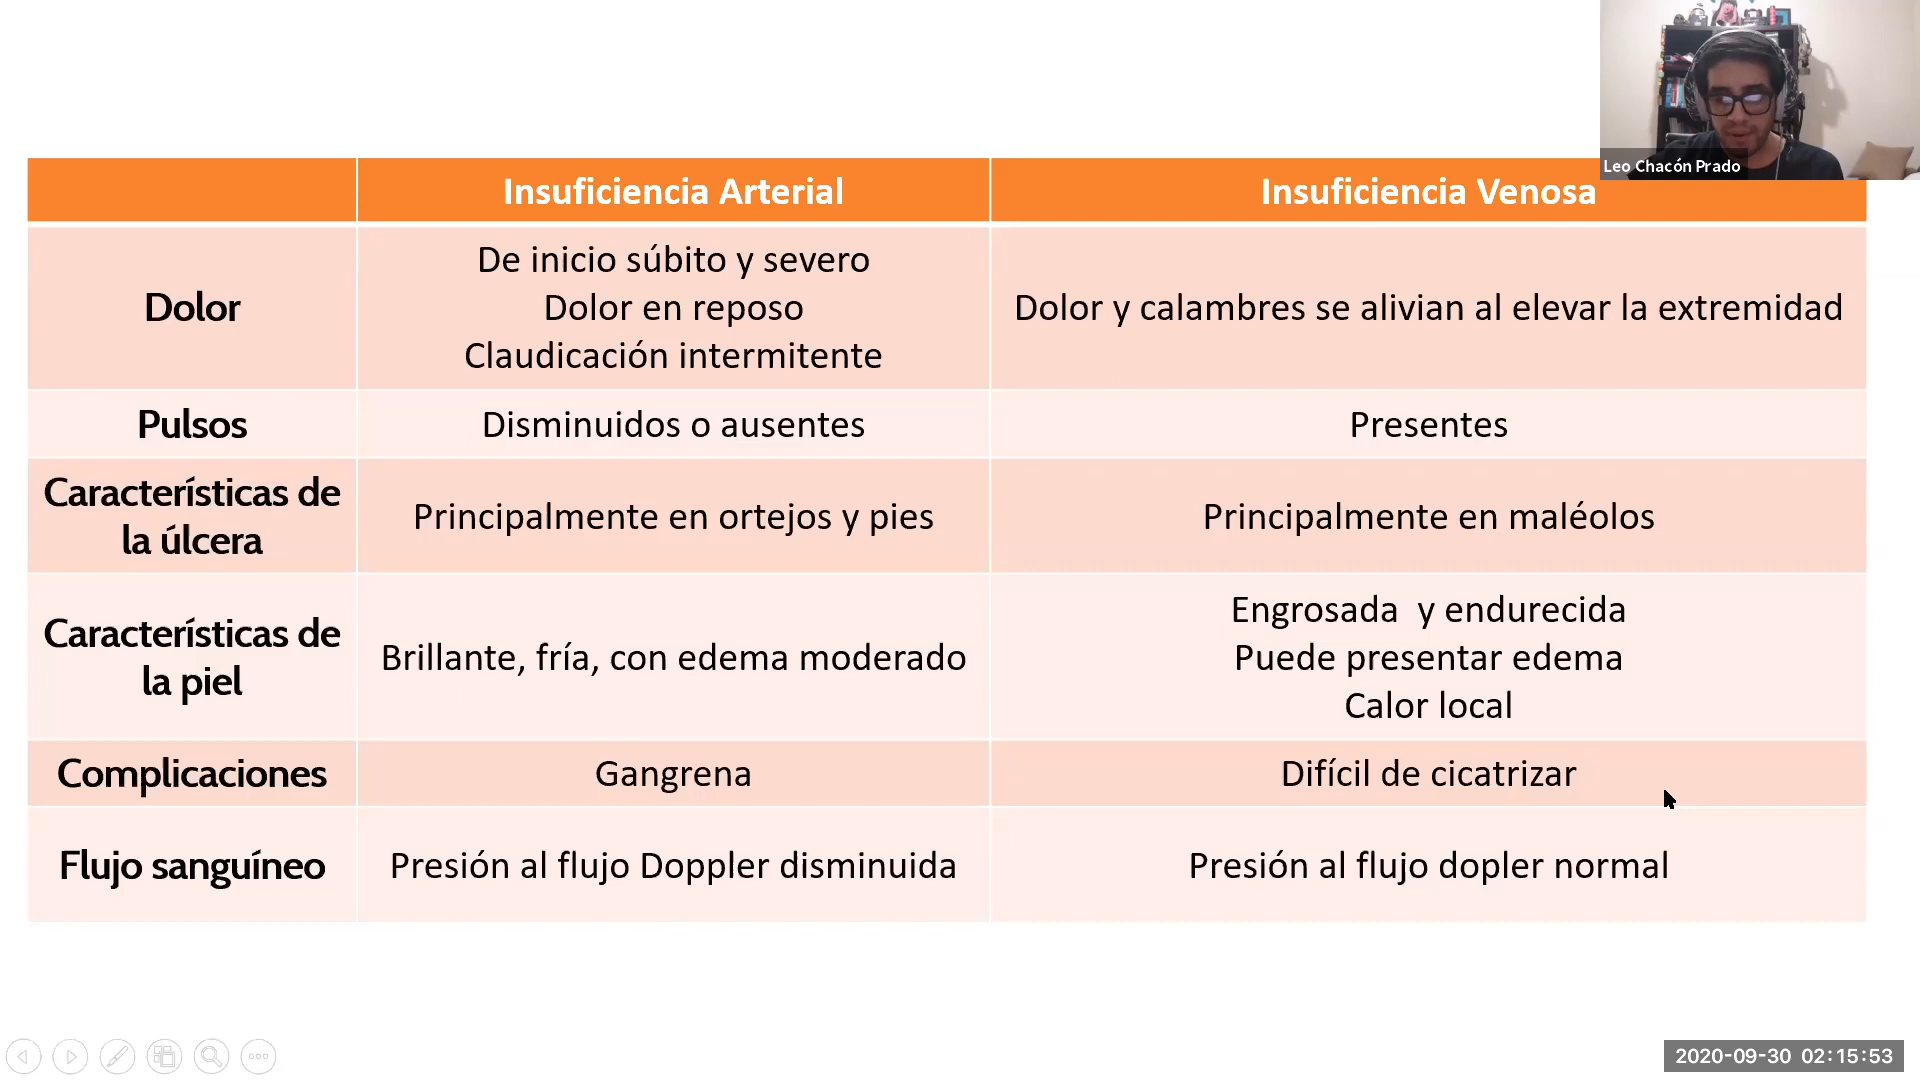 Leo Chacón Prado
Insuficiencia Arterial
Insuficiencia Venosa
Dolor
De inicio súbito y severo
Dolor en reposo
Claudicación intermitente
Dolor y calambres se alivian al elevar la extremidad
Pulsos
Disminuidos o ausentes
Presentes
Características de
la úlcera
Principalmente en ortejos y pies
Principalmente en maléolos
Características de
la piel
Brillante, fría, con edema moderado
Engrosada  y endurecida
Puede presentar edema
Calor local
Complicaciones
Gangrena
Difícil de cicatrizar
Flujo sanguíneo
Presión al flujo Doppler disminuida
Presión al flujo dopler normal
2020-09-30 02:15:53